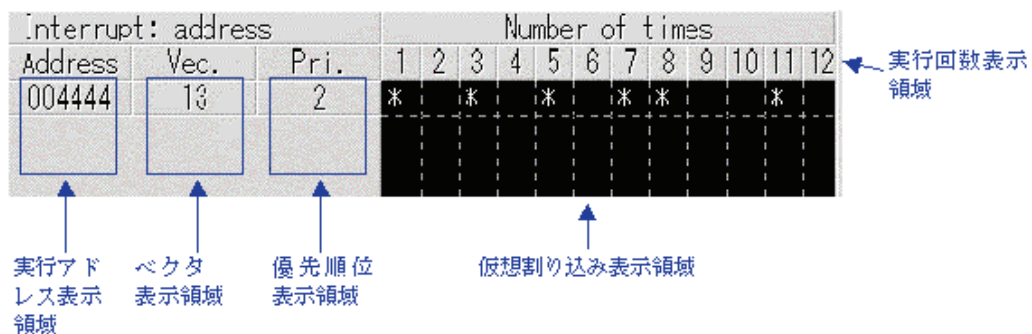 Interrupt: address Number of times
Address Vec. Pri. 1 2 3 4 5 6 7 8 9 10 11 12
004444 13 2 * * * * * *
実行回数表示
領域
実行アド
レス表示
領域
ベクタ
表示領域
優先順位
表示領域
仮想割り込み表示領域